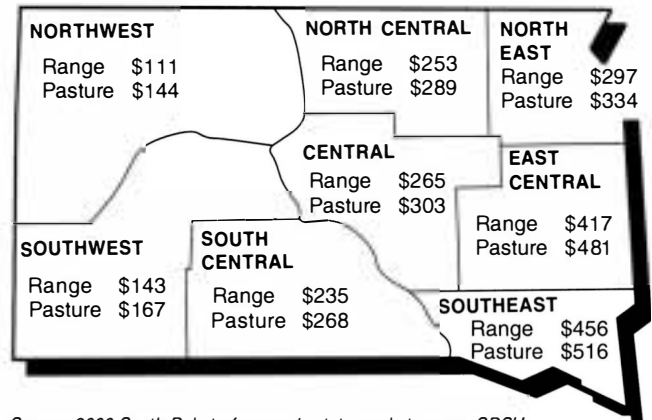 NORTHWEST
Range $111
Pasture $144
NORTH CENTRAL
Range $253
Pasture $289
NORTH
EAST
Range $297
Pasture $334
CENTRAL
Range $265
Pasture $303
EAST
CENTRAL
Range $417
Pasture $481
SOUTHWEST
Range $143
Pasture $167
SOUTH
CENTRAL
Range $235
Pasture $268
SOUTHEAST
Range $456
Pasture $516